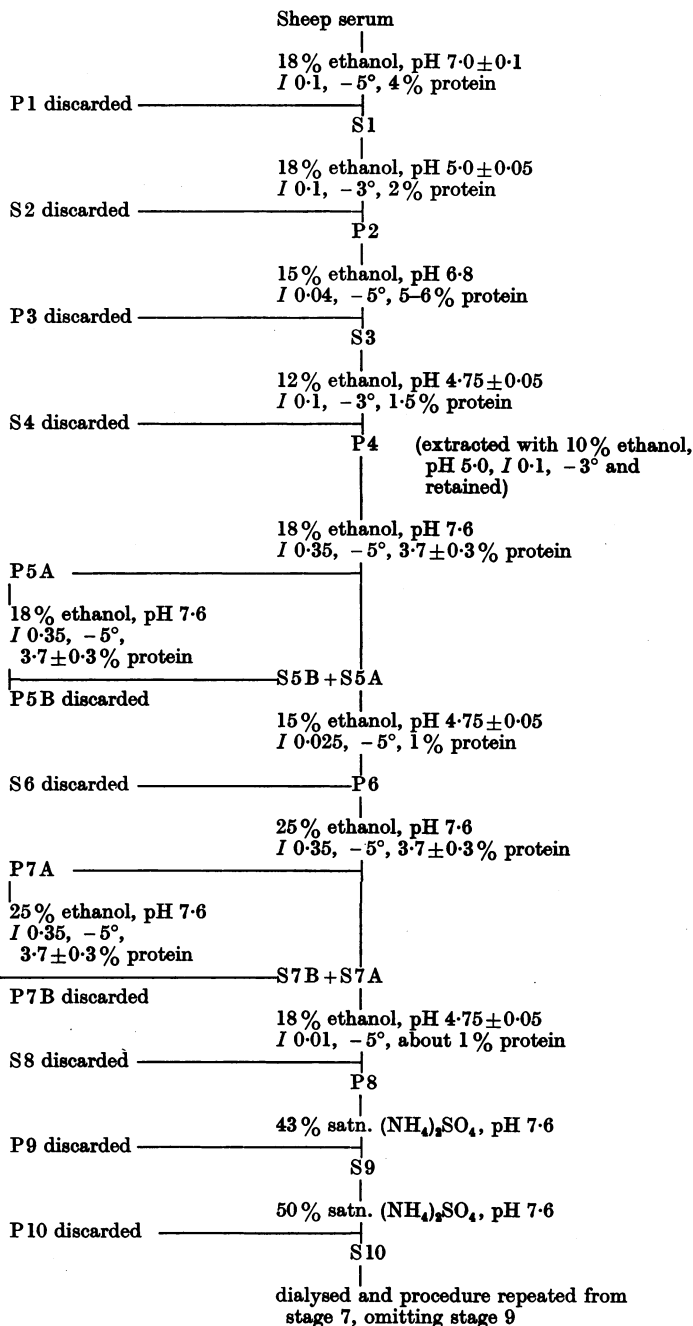 Sheep serum
18% ethanol, pH 7·0±0·1
I 0·1, −5°, 4% protein
P1 discarded
S1
18% ethanol, pH 5·0±0·05
I 0·1, −3°, 2% protein
S2 discarded
P2
15% ethanol, pH 6·8
I 0·04, −5°, 5–6% protein
P3 discarded
S3
12% ethanol, pH 4·75±0·05
I 0·1, −3°, 1·5% protein
S4 discarded
P4 (extracted with 10% ethanol,
pH 5·0, I 0·1, −3° and
retained)
18% ethanol, pH 7·6
I 0·35, −5°, 3·7±0·3% protein
P5A
18% ethanol, pH 7·6
I 0·35, −5°,
3·7±0·3% protein
S5B+S5A
P5B discarded
15% ethanol, pH 4·75±0·05
I 0·025, −5°, 1% protein
S6 discarded
P6
25% ethanol, pH 7·6
I 0·35, −5°, 3·7±0·3% protein
P7A
25% ethanol, pH 7·6
I 0·35, −5°,
3·7±0·3% protein
S7B+S7A
P7B discarded
18% ethanol, pH 4·75±0·05
I 0·01, −5°, about 1% protein
S8 discarded
P8
43% satn. (NH₄)₂SO₄, pH 7·6
P9 discarded
S9
50% satn. (NH₄)₂SO₄, pH 7·6
P10 discarded
S10
dialysed and procedure repeated from
stage 7, omitting stage 9